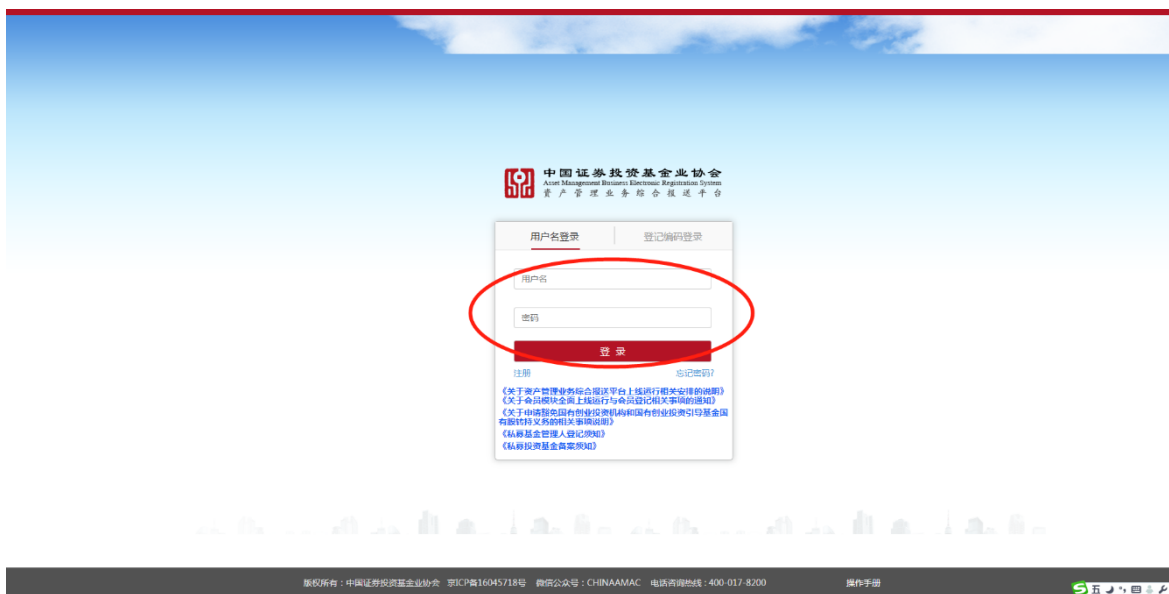 中国证券投资基金业协会
Asset Management Business Electronic Registration System
资产管理业务综合报送平台
用户名登录
登记编码登录
用户名
密码
登 录
注册
忘记密码?
《关于资产管理业务综合报送平台上线运行相关安排的说明》
《关于会员模块全面上线运行与会员登记相关事项的通知》
《关于申请豁免国有创业投资机构和国有创业投资引导基金国
有股转持义务的相关事项说明》
《私募基金管理人登记须知》
《私募投资基金备案须知》
版权所有：中国证券投资基金业协会 京ICP备16045718号 微信公众号：CHINAAMAC 电话咨询热线：400-017-8200 操作手册
五